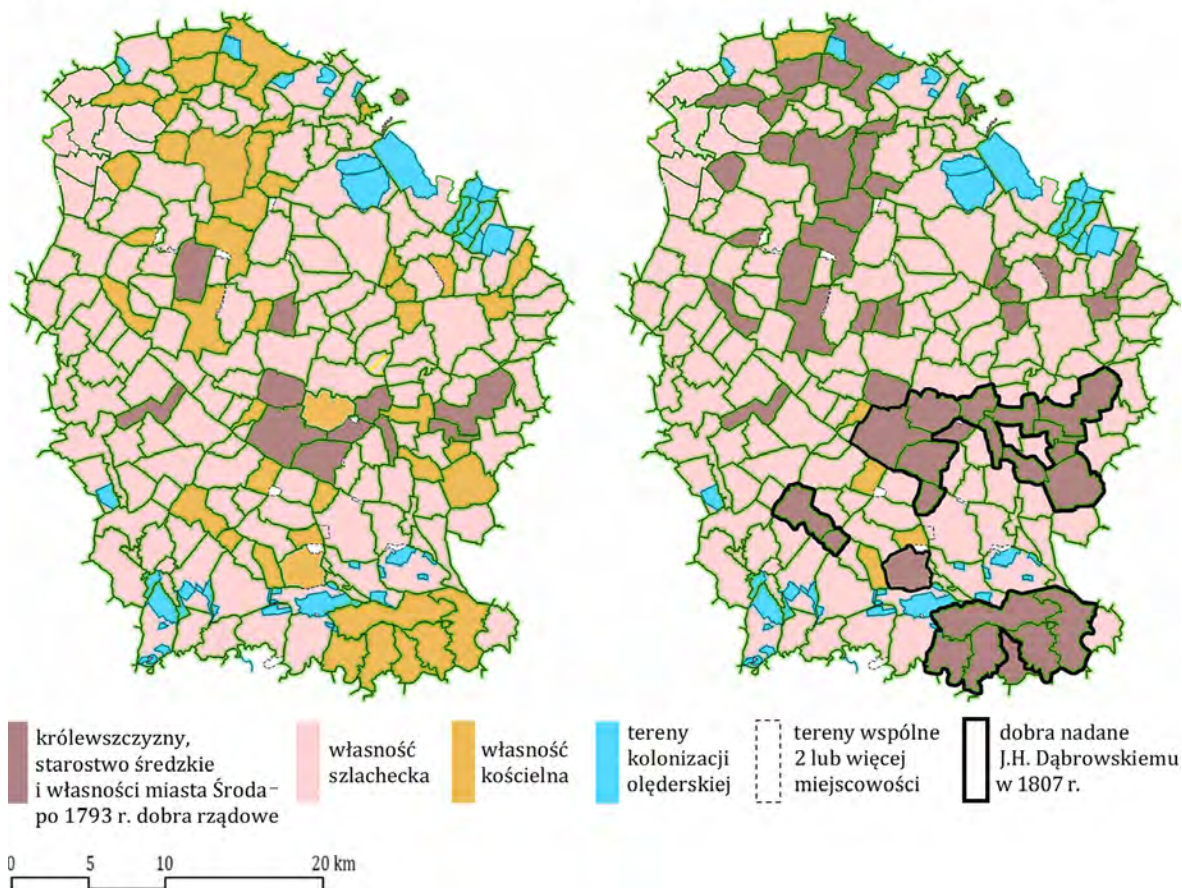 królewszczyzny,
starostwo średzkie
i własności miasta Środa –
po 1793 r. dobra rządowe
własność
szlachecka
własność
kościelna
tereny
kolonizacji
olęderskiej
tereny wspólne
2 lub więcej
miejscowości
dobra nadane
J.H. Dąbrowskiemu
w 1807 r.
0 5 10 20 km